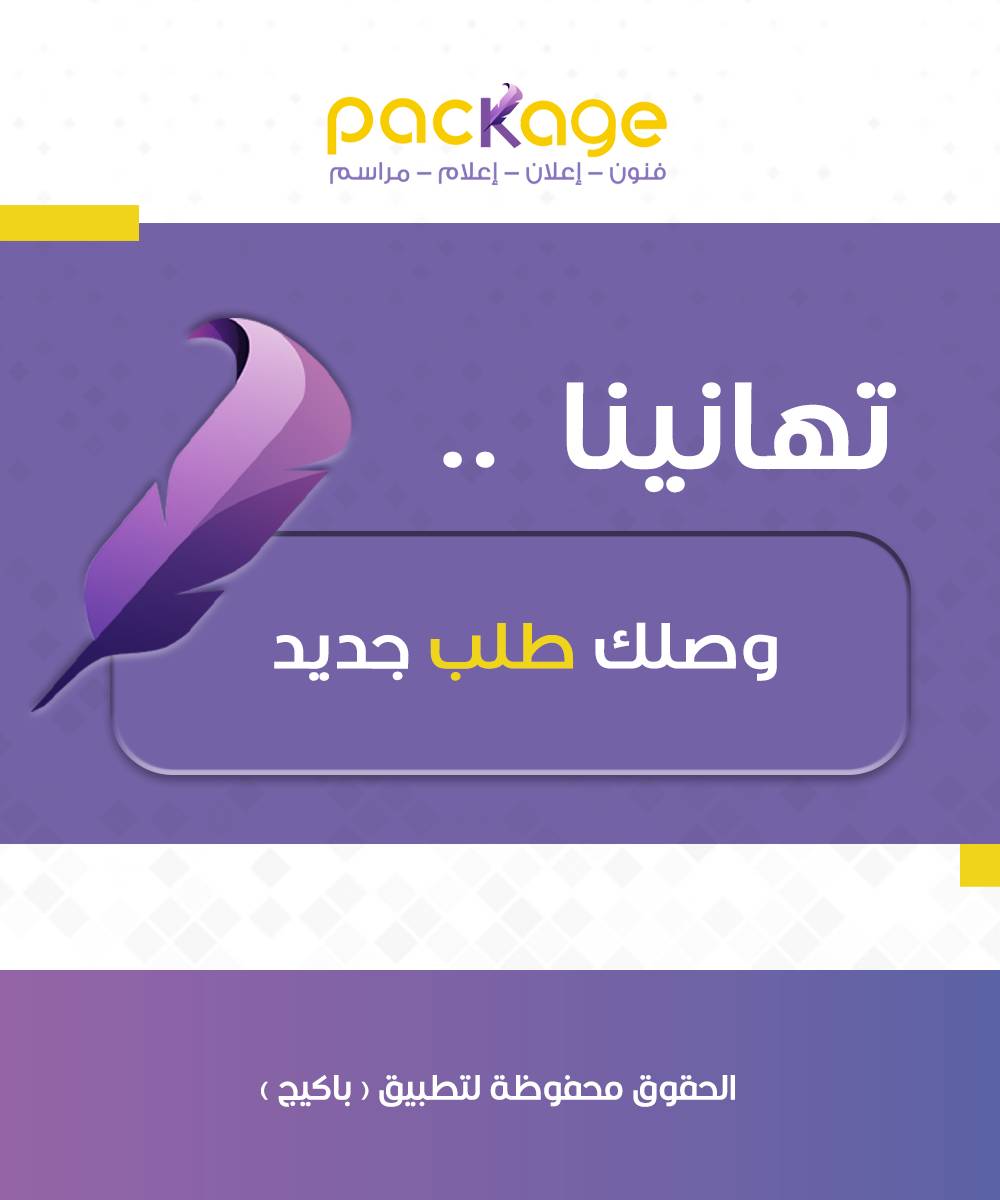 package
فنون – إعلان – إعلام – مراسم
تهانينا ..
وصلك طلب جديد
الحقوق محفوظة لتطبيق ( باكيج )